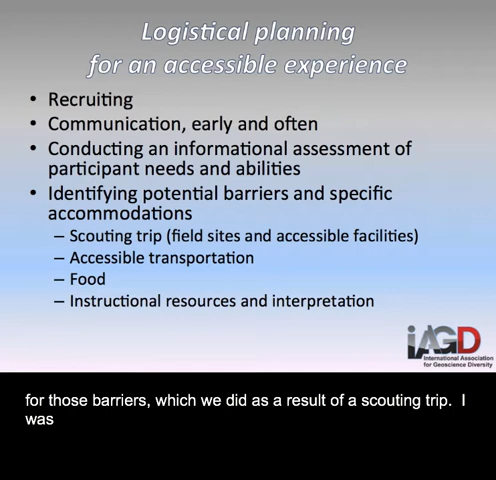 Logistical planning
for an accessible experience
• Recruiting
• Communication, early and often
• Conducting an informational assessment of
participant needs and abilities
• Identifying potential barriers and specific
accommodations
– Scouting trip (field sites and accessible facilities)
– Accessible transportation
– Food
– Instructional resources and interpretation
iAGD
International Association
for Geoscience Diversity
for those barriers, which we did as a result of a scouting trip.  I
was